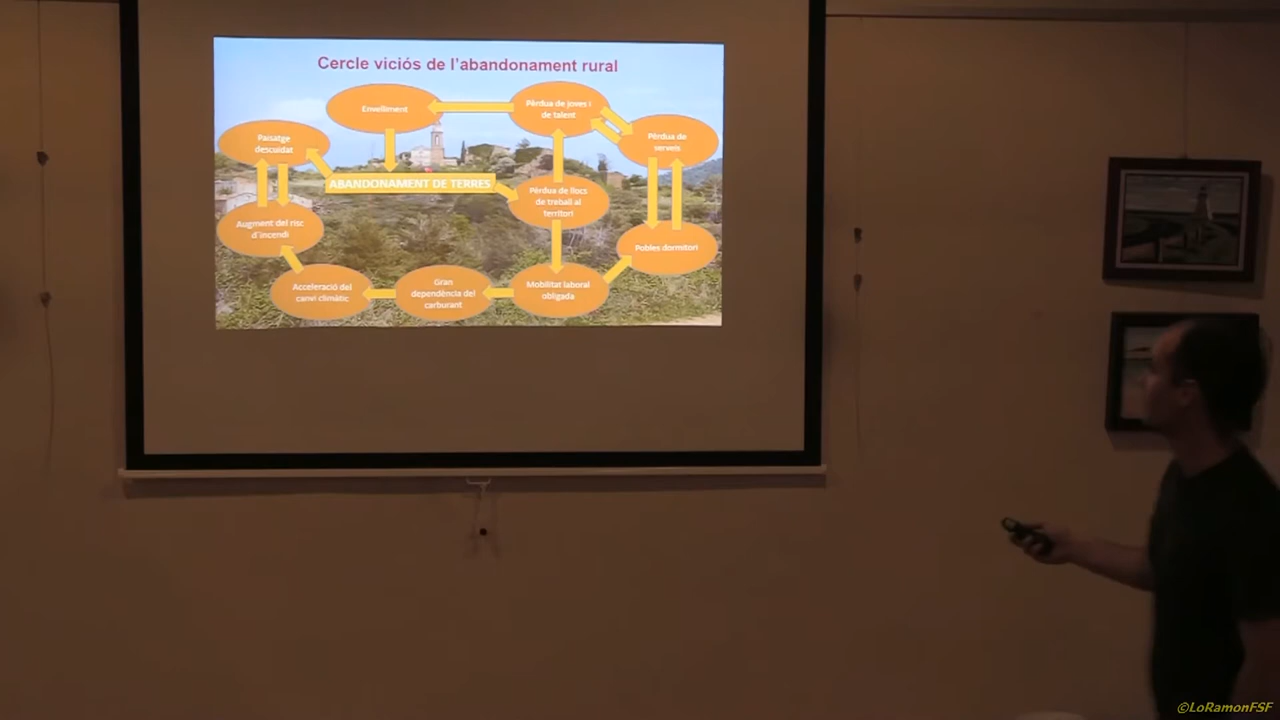 Cercle viciós de l'abandonament rural
Envelliment
Pèrdua de joves i
de talent
Paisatge
descuidat
Pèrdua de
serveis
ABANDONAMENT DE TERRES
Pèrdua de llocs
de treball al
territori
Augment del risc
d'incendi
Pobles dormitori
Acceleració del
canvi climàtic
Gran
dependència del
carburant
Mobilitat laboral
obligada
©LoRamonFSF